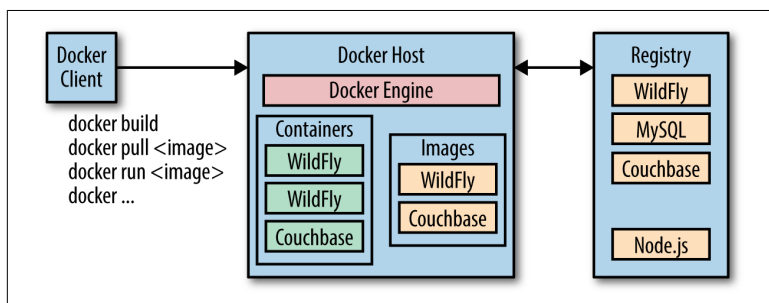 Docker
Client
docker build
docker pull <image>
docker run <image>
docker ...
Docker Host
Docker Engine
Containers
WildFly
WildFly
Couchbase
Images
WildFly
Couchbase
Registry
WildFly
MySQL
Couchbase
Node.js